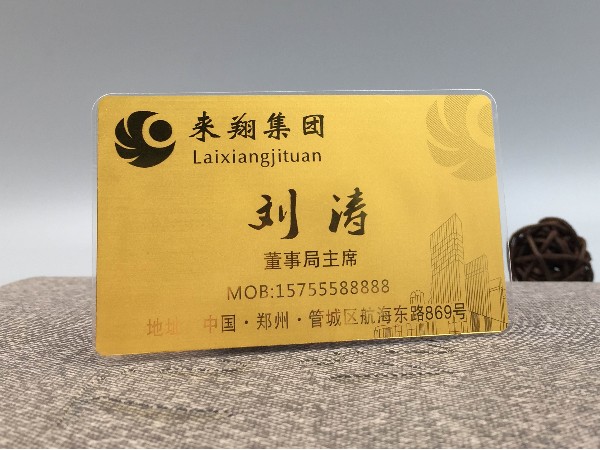 来翔集团
Laixiangjituan
刘涛
董事局主席
MOB:15755588888
地址: 中国·郑州·管城区航海东路869号